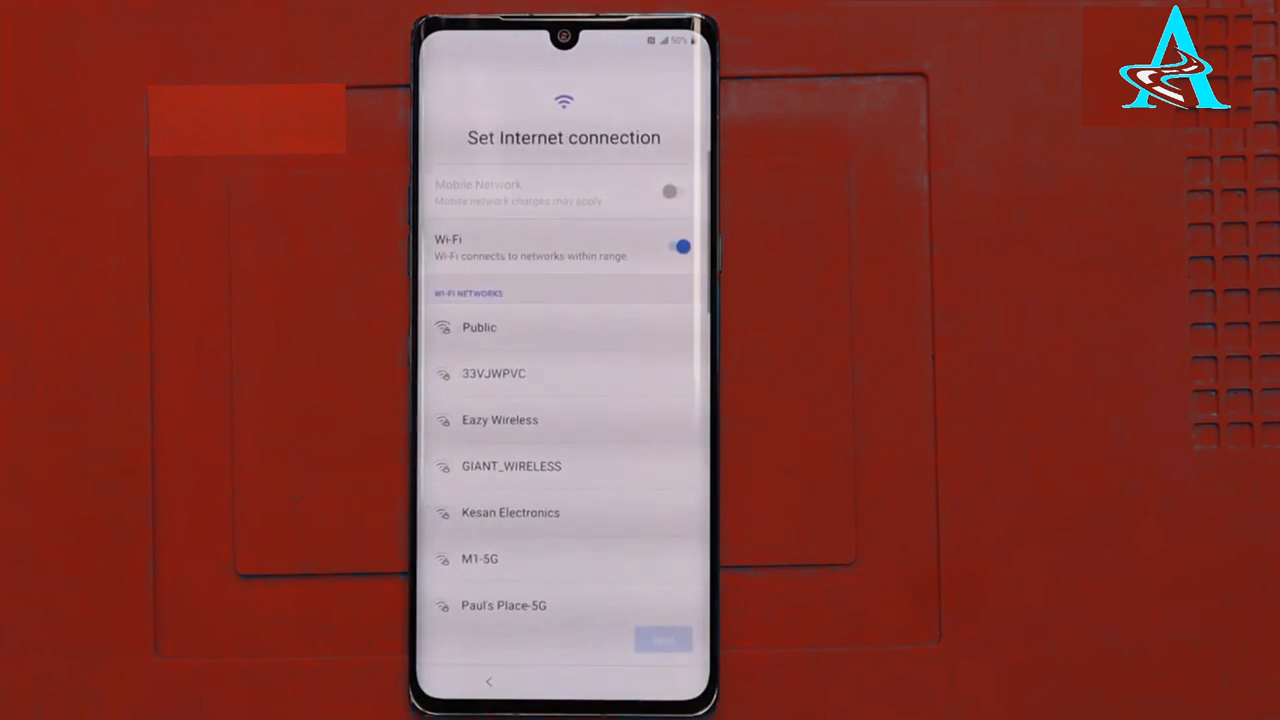 50%
Set Internet connection
Mobile Network
Mobile network charges may apply
Wi-Fi
Wi-Fi connects to networks within range.
WI-FI NETWORKS
Public
33VJWPVC
Eazy Wireless
GIANT_WIRELESS
Kesan Electronics
M1-5G
Paul's Place-5G